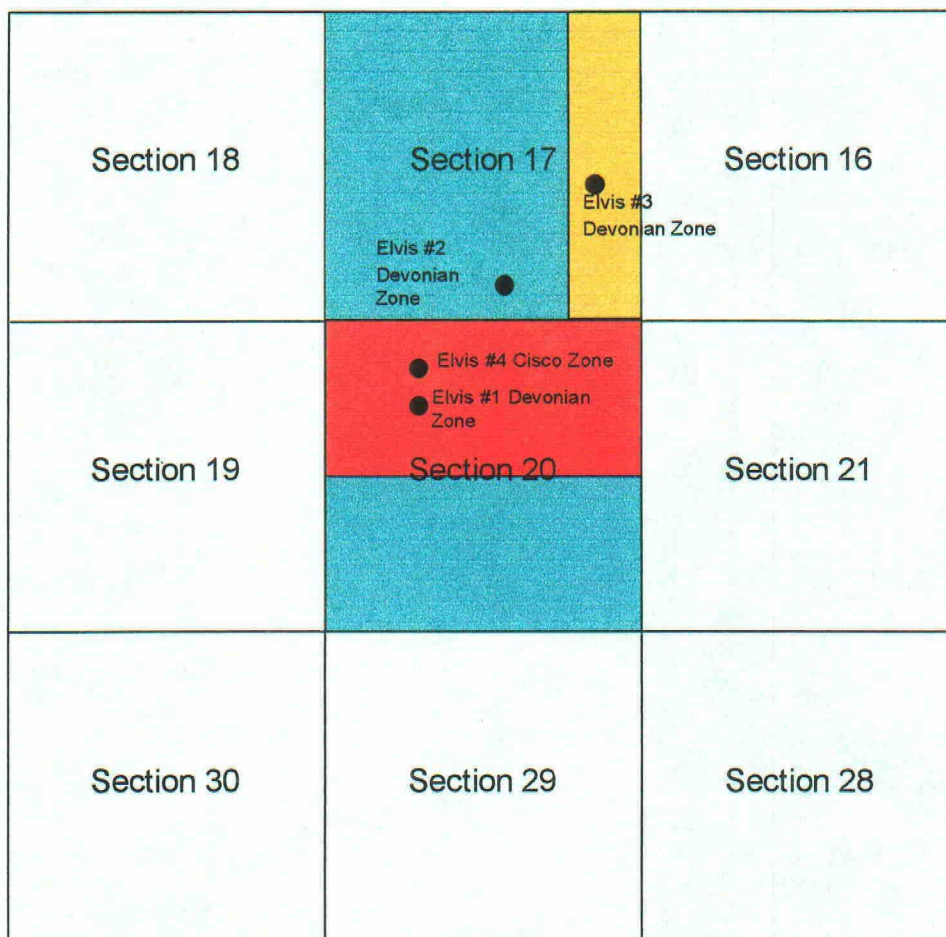 Section 18
Section 17
Section 16
Elvis #3
Devonian Zone
Elvis #2
Devonian
Zone
Elvis #4 Cisco Zone
Elvis #1 Devonian
Zone
Section 19
Section 20
Section 21
Section 30
Section 29
Section 28